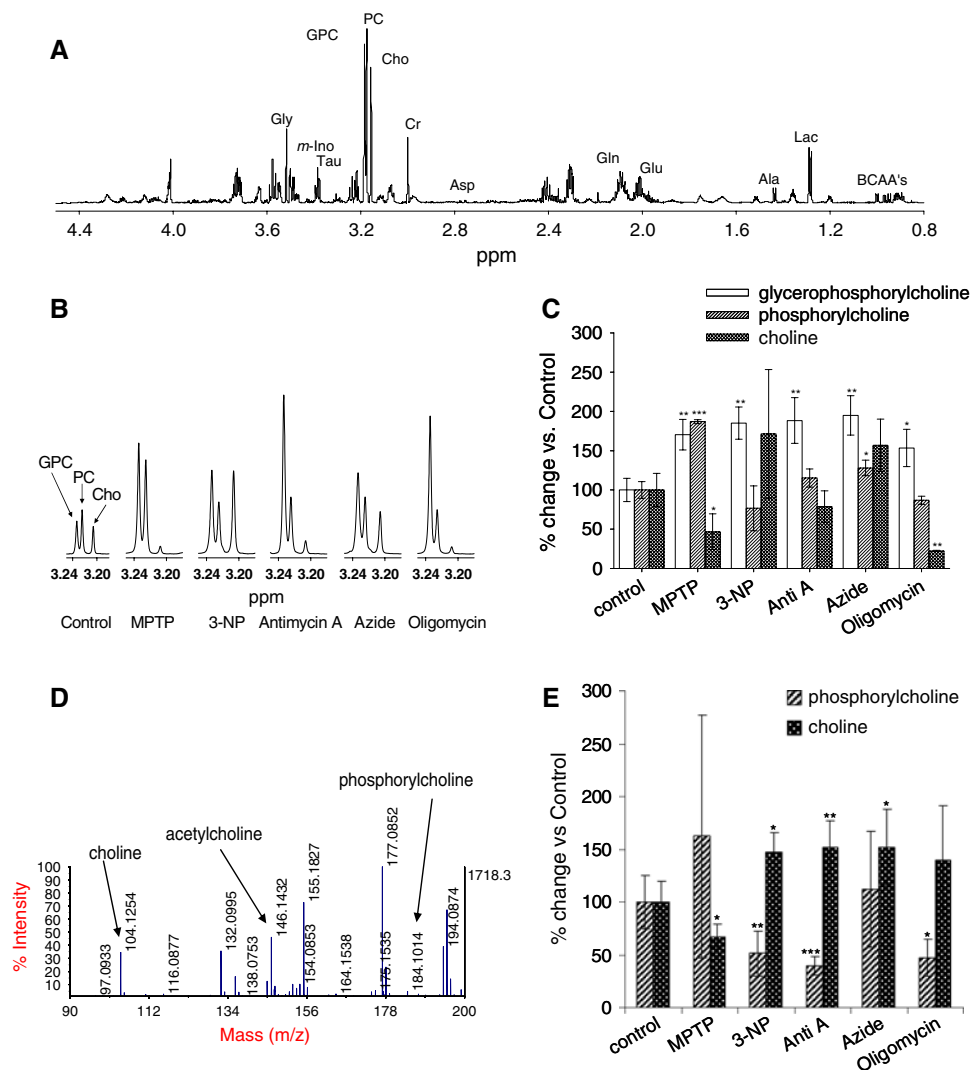 A
GPC
PC
Cho
Gly
m-Ino
Tau
Cr
Asp
Gln
Glu
Ala
Lac
BCAA's
4.4 4.0 3.6 3.2 2.8 2.4 2.0 1.6 1.2 0.8
ppm
B
GPC
PC
Cho
3.24 3.20 3.24 3.20 3.24 3.20 3.24 3.20 3.24 3.20 3.24 3.20
ppm
Control MPTP 3-NP Antimycin A Azide Oligomycin
C
glycerophosphorylcholine
phosphorylcholine
choline
% change vs. Control
300
250
200
150
100
50
0
** *** * ** ** ** * * **
control MPTP 3-NP Anti A Azide Oligomycin
D
choline
acetylcholine
phosphorylcholine
% Intensity
100
90
80
70
60
50
40
30
20
10
1718.3
97.0933
104.1254
116.0877
132.0995
138.0753
146.1432
154.0853
155.1827
164.1538
175.1535
177.0852
184.1014
194.0874
90 112 134 156 178 200
Mass (m/z)
E
phosphorylcholine
choline
% change vs Control
300
250
200
150
100
50
0
* ** * *** ** * *
control MPTP 3-NP Anti A Azide Oligomycin